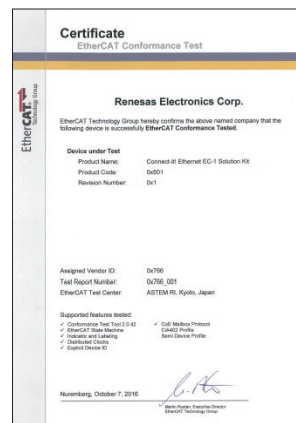 Certificate
EtherCAT Conformance Test
EtherCAT
Technology Group
Renesas Electronics Corp.
EtherCAT Technology Group hereby confirms the above named company that the
following device is successfully EtherCAT Conformance Tested.
Device under Test
Product Name: Connect-it! Ethernet EC-1 Solution Kit
Product Code: 0x601
Revision Number: 0x1
Assigned Vendor ID: 0x766
Test Report Number: 0x766_001
EtherCAT Test Center: ASTEM RI, Kyoto, Japan
Supported features tested:
✓ Conformance Test Tool 2.0.42
✓ EtherCAT State Machine
✓ Indicator and Labeling
✓ Distributed Clocks
✓ Explicit Device ID
✓ CoE Mailbox Protocol
CiA402 Profile
Semi Device Profile
Nuremberg, October 7, 2016
Martin Rostan, Executive Director
EtherCAT Technology Group